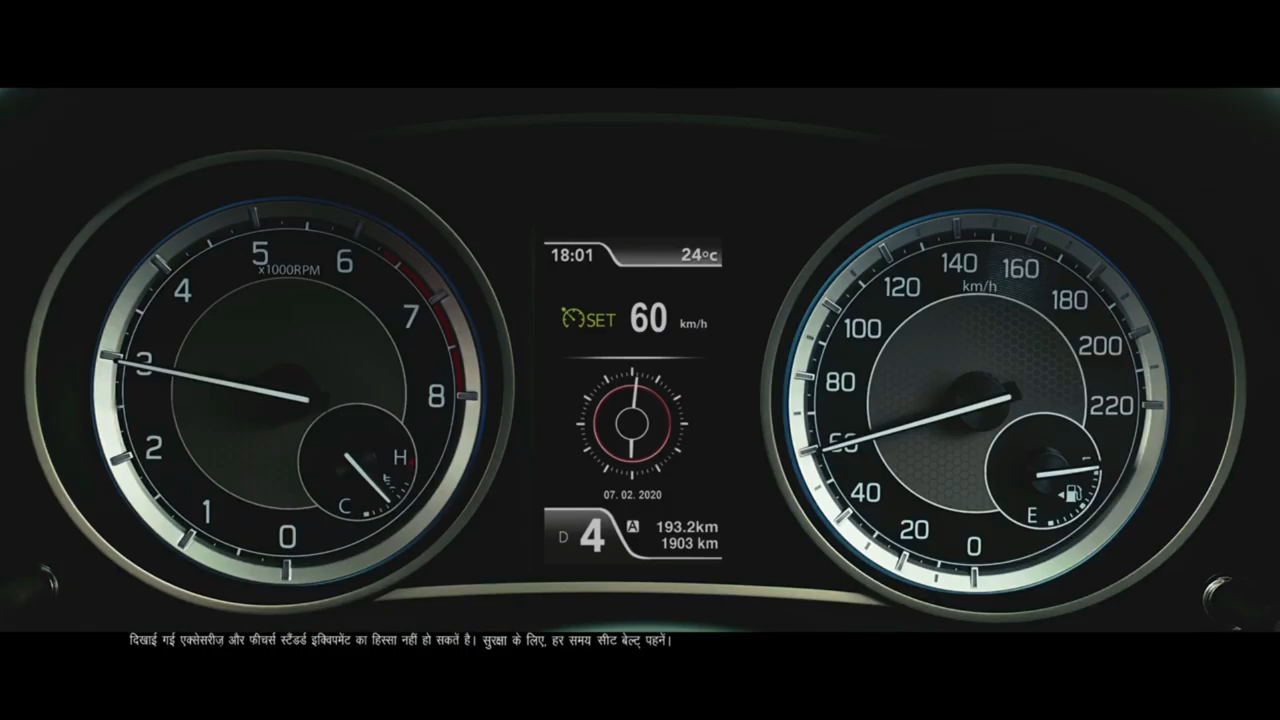 5
6
x1000RPM
4
7
3
8
2
H
C
1
0
18:01 24°C
SET 60 km/h
07. 02. 2020
D 4 A 193.2km
1903 km
140 160
km/h
120
180
100
200
80
220
60
40
1
E
20
0
दिखाई गई एक्सेसरीज़ और फीचर्स स्टैंडर्ड इक्विपमेंट का हिस्सा नहीं हो सकते है। सुरक्षा के लिए, हर समय सीट बेल्ट् पहनें।